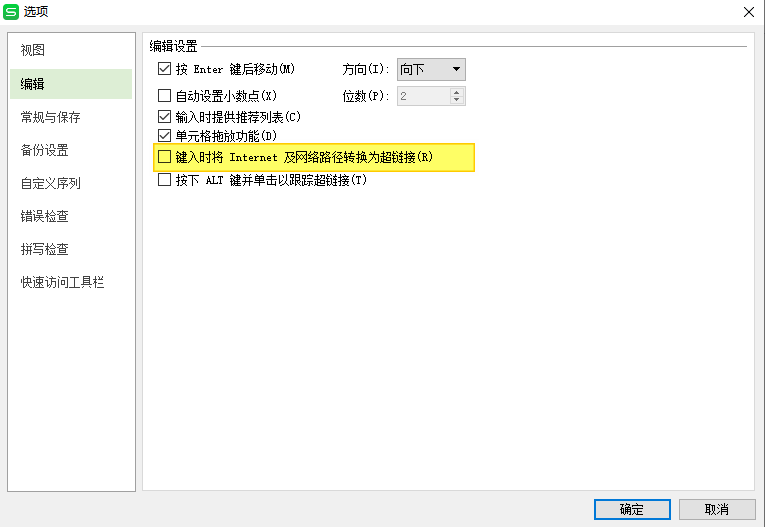 选项
视图
编辑
常规与保存
备份设置
自定义序列
错误检查
拼写检查
快速访问工具栏
编辑设置
按 Enter 键后移动(M) 方向(I): 向下
自动设置小数点(X) 位数(P): 2
输入时提供推荐列表(C)
单元格拖放功能(D)
键入时将 Internet 及网络路径转换为超链接(R)
按下 ALT 键并单击以跟踪超链接(T)
确定 取消